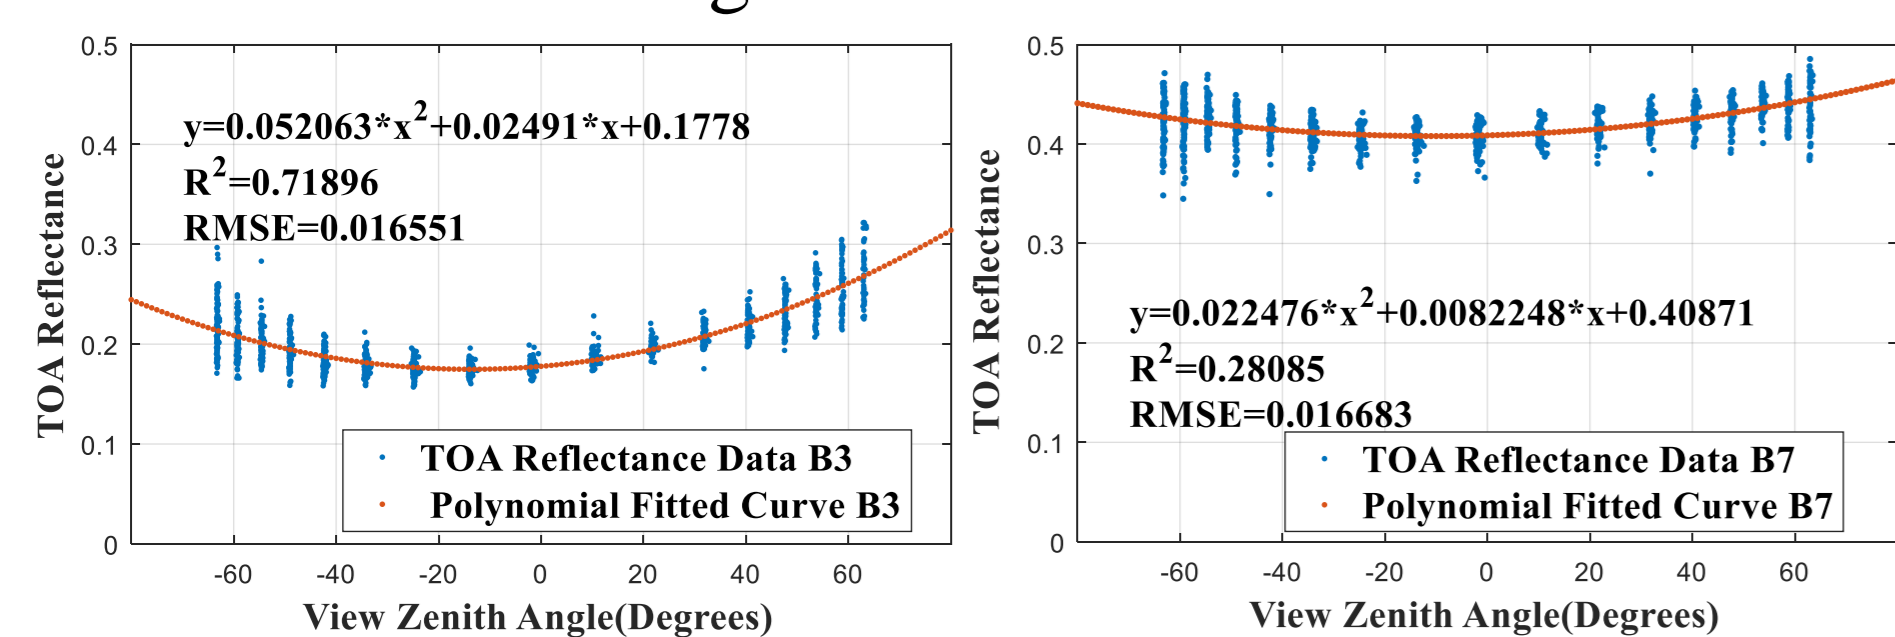 g
0.5
0.4
0.3
0.2
0.1
0
TOA Reflectance
y=0.052063*x²+0.02491*x+0.1778
R²=0.71896
RMSE=0.016551
TOA Reflectance Data B3
Polynomial Fitted Curve B3
-60 -40 -20 0 20 40 60
View Zenith Angle(Degrees)
0.5
0.4
0.3
0.2
0.1
0
TOA Reflectance
y=0.022476*x²+0.0082248*x+0.40871
R²=0.28085
RMSE=0.016683
TOA Reflectance Data B7
Polynomial Fitted Curve B7
-60 -40 -20 0 20 40 60
View Zenith Angle(Degrees)